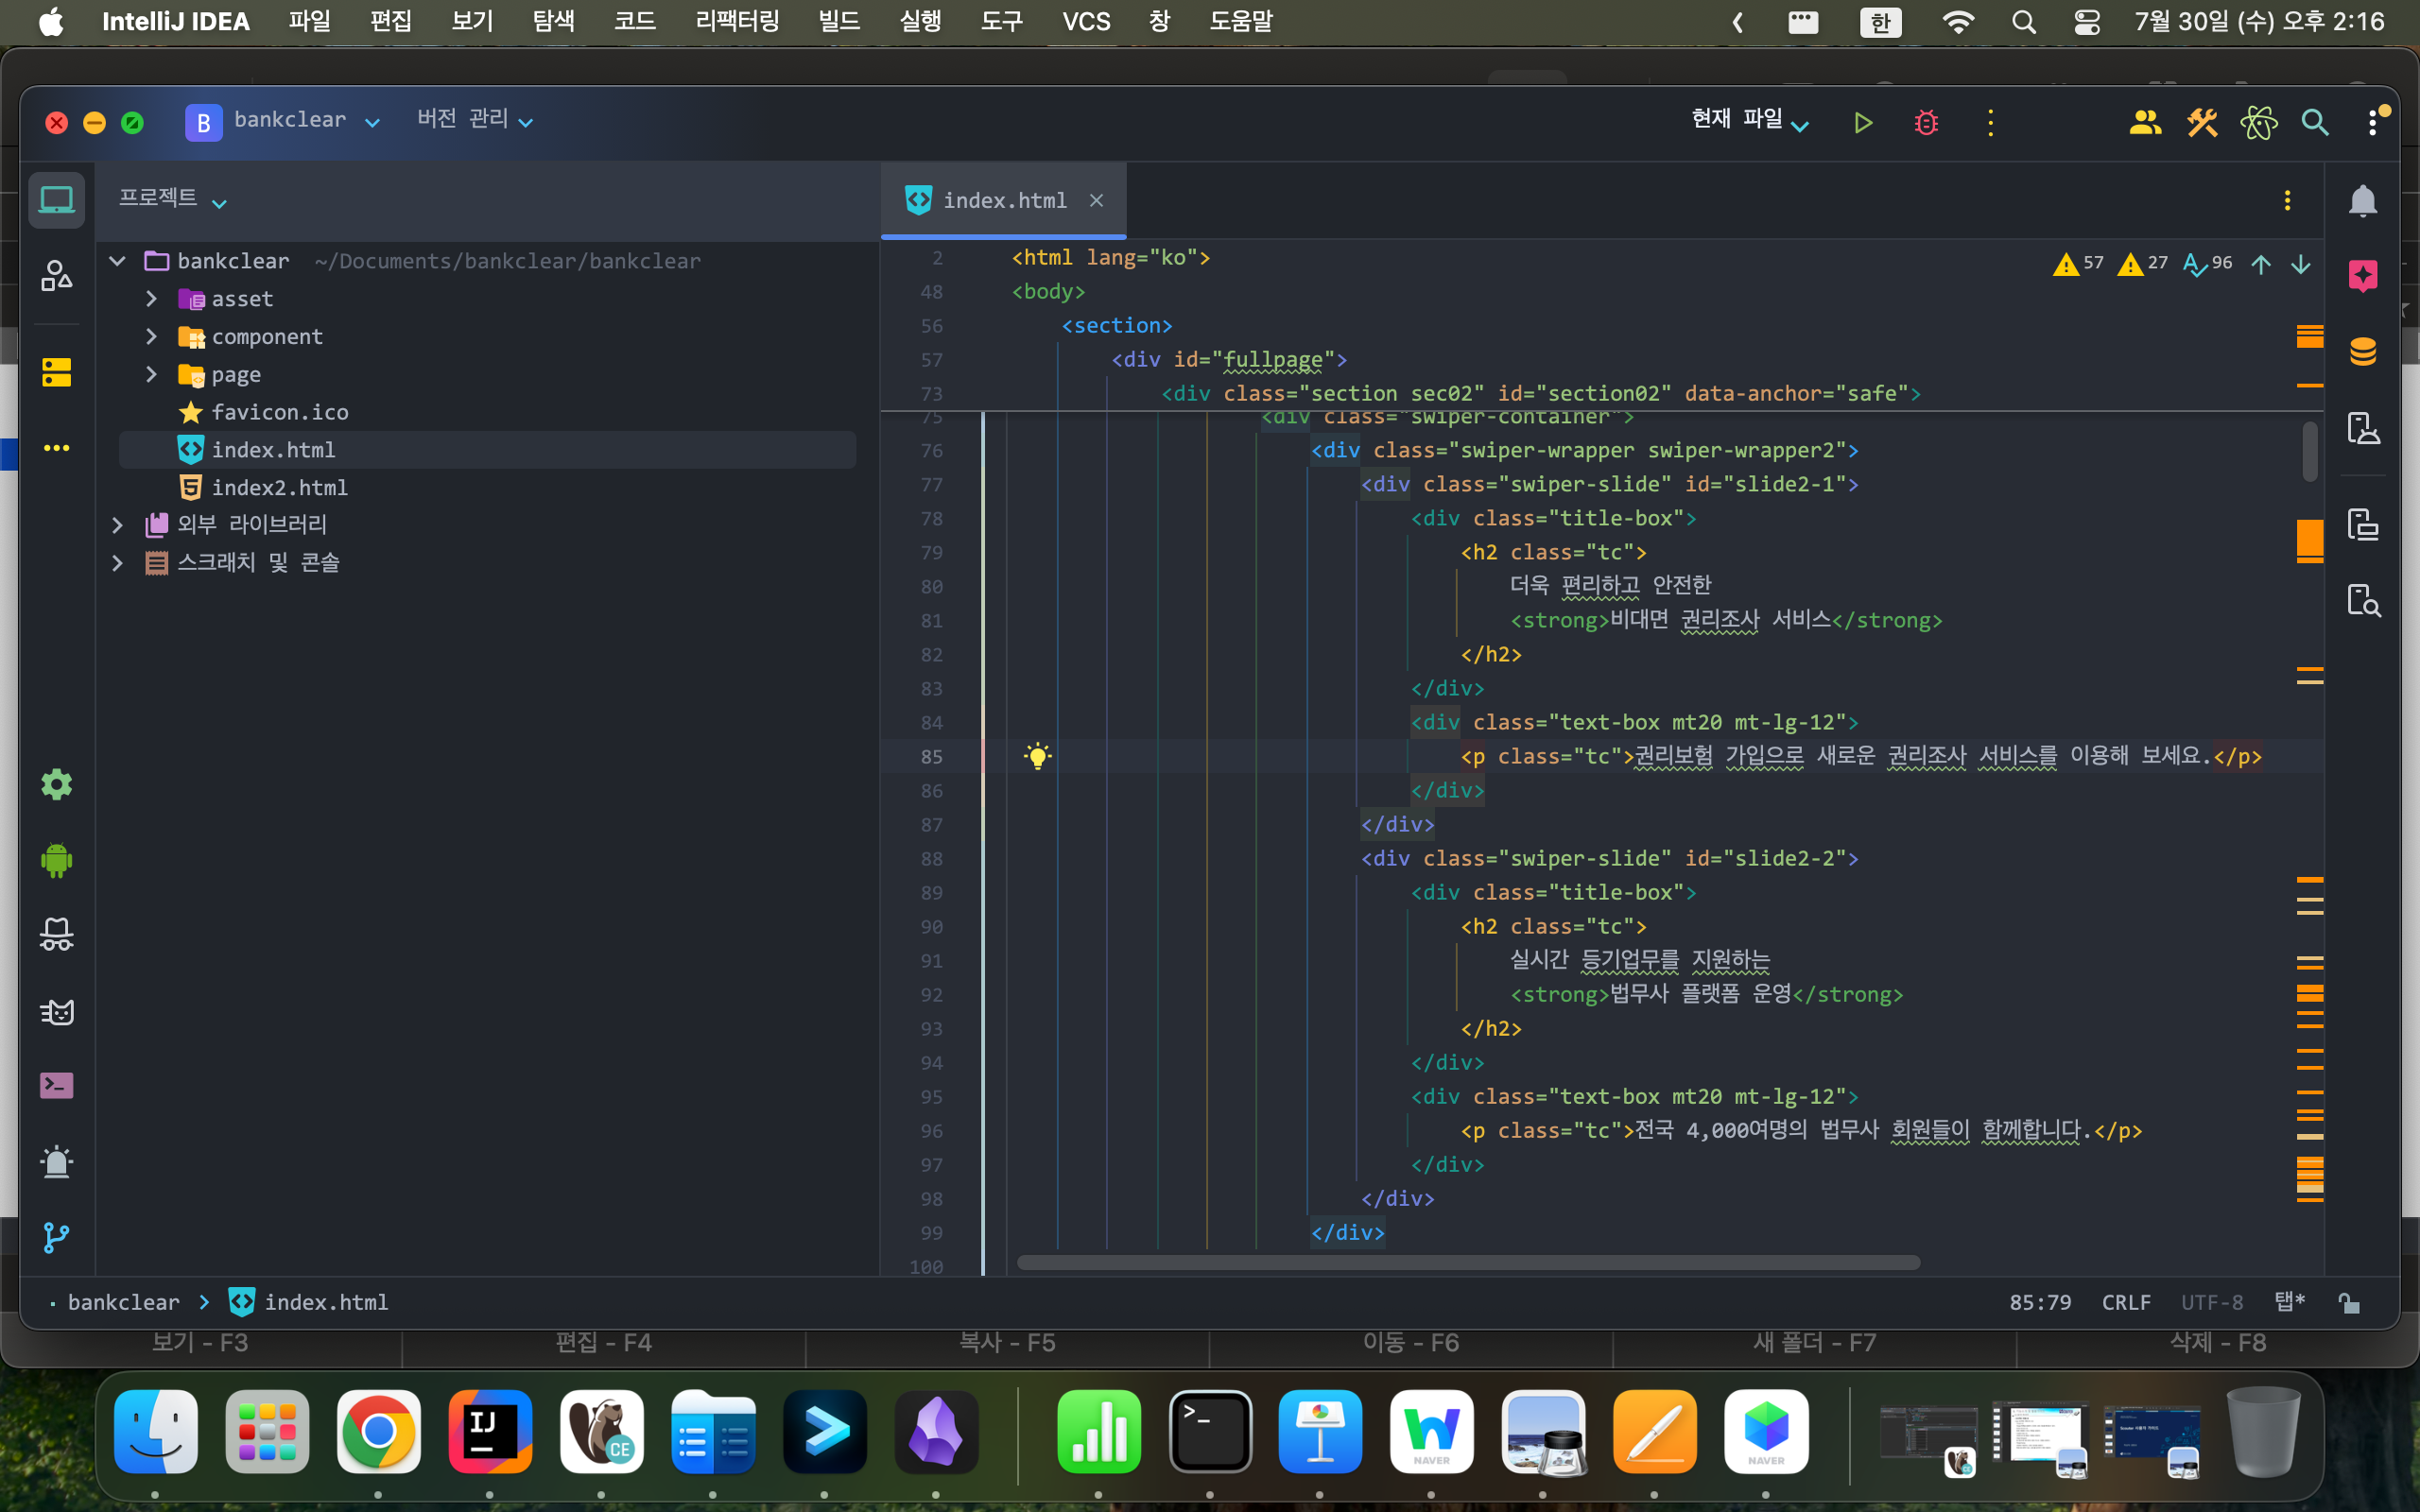 IntelliJ IDEA 파일 편집 보기 탐색 코드 리팩터링 빌드 실행 도구 VCS 창 도움말 한 7월 30일 (수) 오후 2:16
B bankclear 버전 관리 현재 파일
프로젝트
index.html
bankclear ~/Documents/bankclear/bankclear
asset
component
page
favicon.ico
index.html
index2.html
외부 라이브러리
스크래치 및 콘솔
57 27 96
2 <html lang="ko">
48 <body>
56 <section>
57 <div id="fullpage">
73 <div class="section sec02" id="section02" data-anchor="safe">
75 <div class="swiper-container">
76 <div class="swiper-wrapper swiper-wrapper2">
77 <div class="swiper-slide" id="slide2-1">
78 <div class="title-box">
79 <h2 class="tc">
80 더욱 편리하고 안전한
81 <strong>비대면 권리조사 서비스</strong>
82 </h2>
83 </div>
84 <div class="text-box mt20 mt-lg-12">
85 <p class="tc">권리보험 가입으로 새로운 권리조사 서비스를 이용해 보세요.</p>
86 </div>
87 </div>
88 <div class="swiper-slide" id="slide2-2">
89 <div class="title-box">
90 <h2 class="tc">
91 실시간 등기업무를 지원하는
92 <strong>법무사 플랫폼 운영</strong>
93 </h2>
94 </div>
95 <div class="text-box mt20 mt-lg-12">
96 <p class="tc">전국 4,000여명의 법무사 회원들이 함께합니다.</p>
97 </div>
98 </div>
99 </div>
100
bankclear index.html 85:79 CRLF UTF-8 탭*
보기 - F3 편집 - F4 복사 - F5 이동 - F6 새 폴더 - F7 삭제 - F8
IJ
CE
NAVER
NAVER